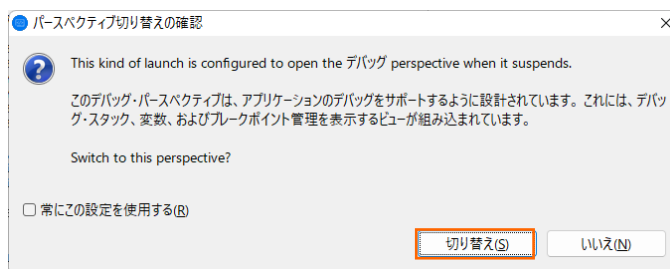 パースペクティブ切り替えの確認
This kind of launch is configured to open the デバッグ perspective when it suspends.
このデバッグ・パースペクティブは、アプリケーションのデバッグをサポートするように設計されています。これには、デバッ
グ・スタック、変数、およびブレークポイント管理を表示するビューが組み込まれています。
Switch to this perspective?
常にこの設定を使用する(R)
切り替え(S)
いいえ(N)